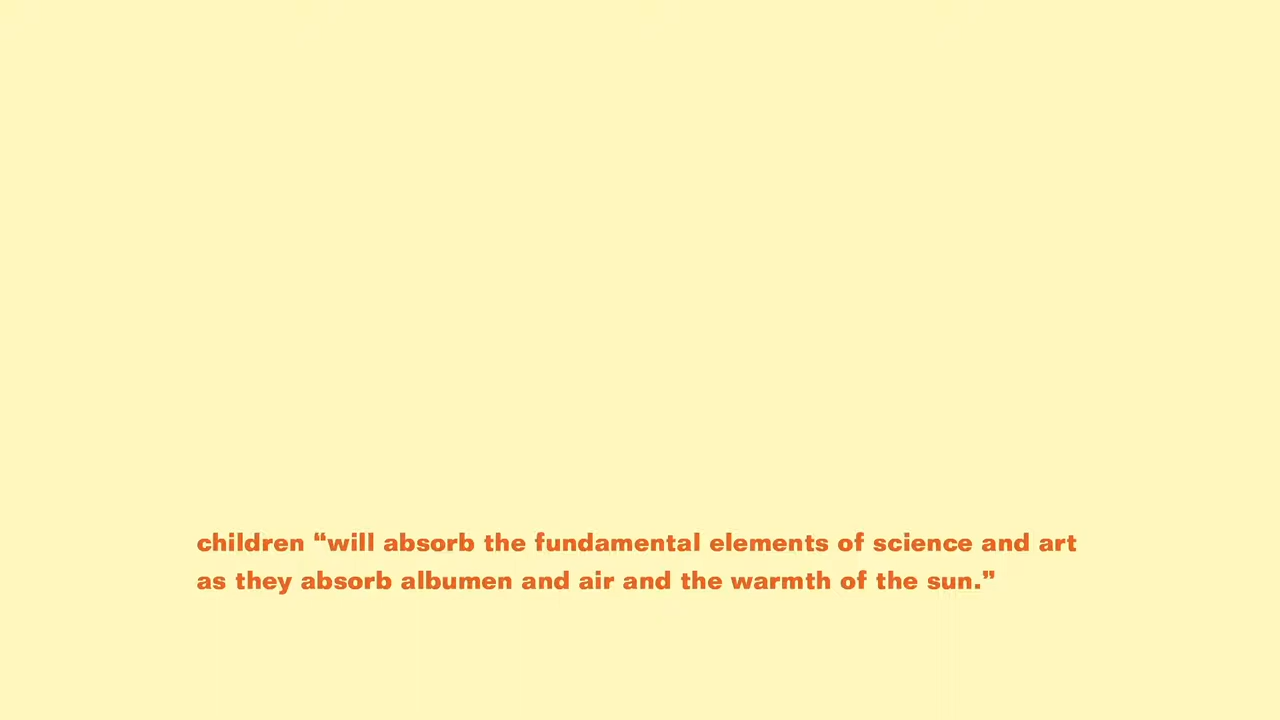 children “will absorb the fundamental elements of science and art
as they absorb albumen and air and the warmth of the sun.”